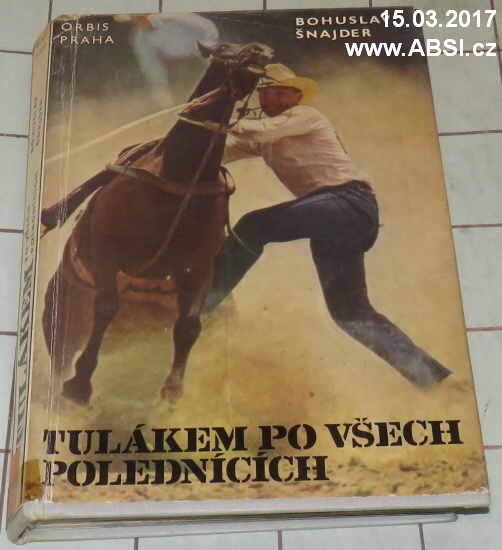 15.03.2017
www.ABSI.cz
ORBIS
PRAHA
BOHUSLAV
ŠNAJDER
TULÁKEM PO VŠECH
POLEDNÍCÍCH